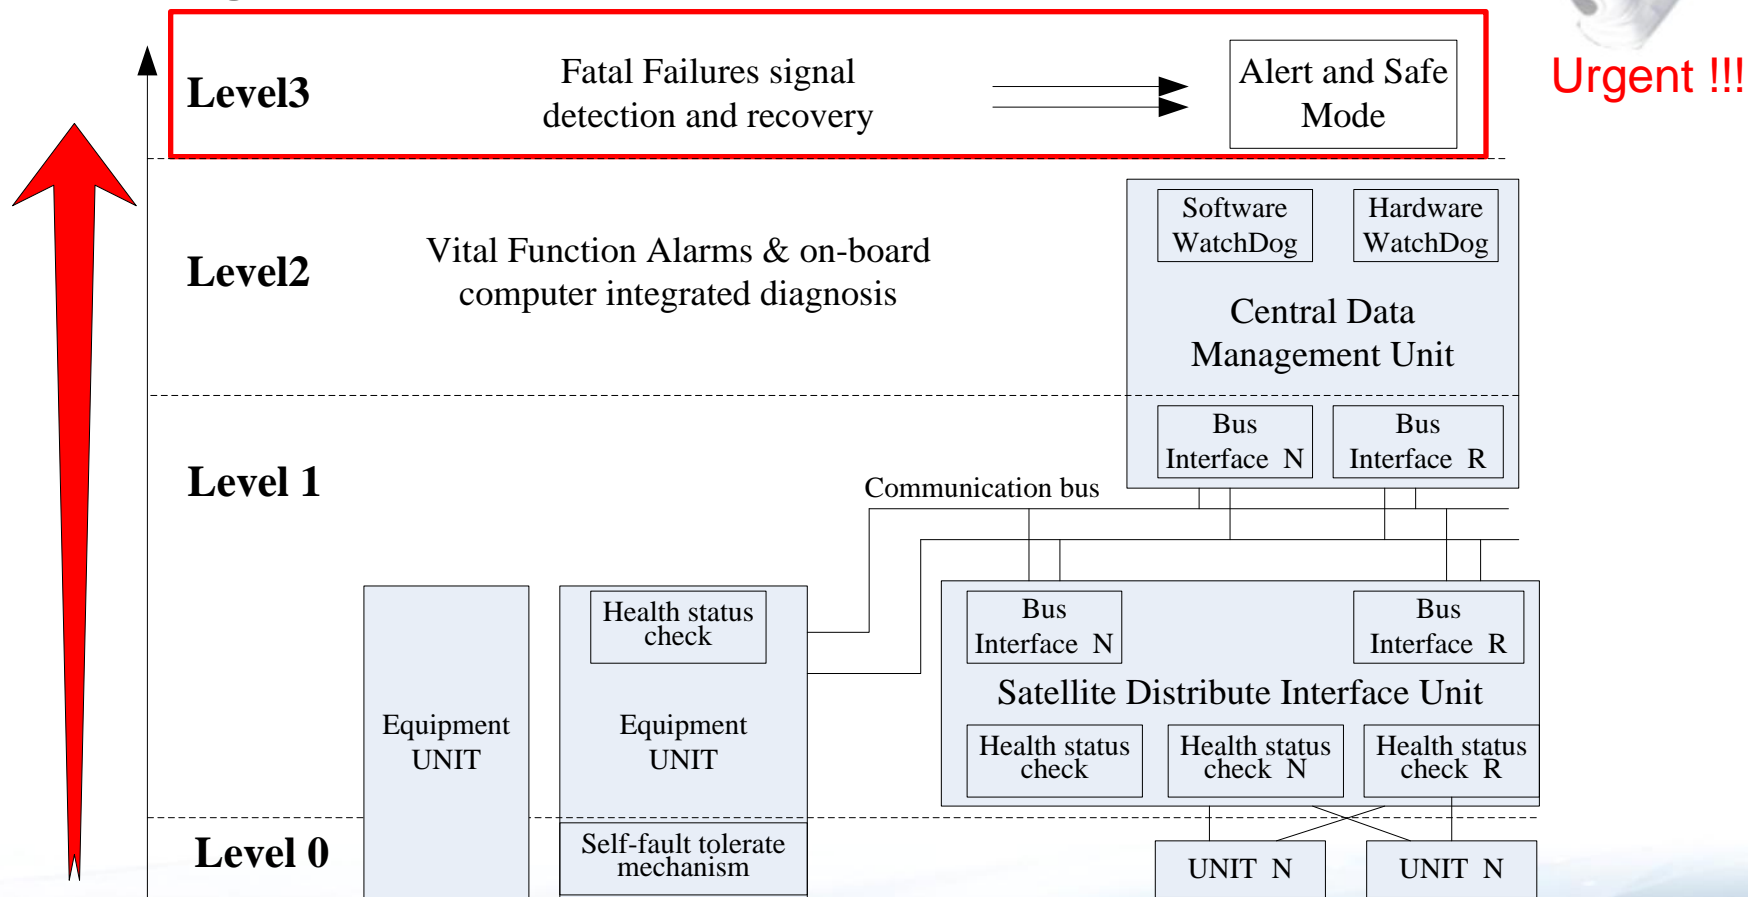 Level3
Fatal Failures signal
detection and recovery
Alert and Safe
Mode
Urgent !!!
Level2
Vital Function Alarms & on-board
computer integrated diagnosis
Software
WatchDog
Hardware
WatchDog
Central Data
Management Unit
Level 1
Bus
Interface N
Bus
Interface R
Communication bus
Equipment
UNIT
Health status
check
Equipment
UNIT
Bus
Interface N
Bus
Interface R
Satellite Distribute Interface Unit
Health status
check
Health status
check N
Health status
check R
Level 0
Self-fault tolerate
mechanism
UNIT N
UNIT N